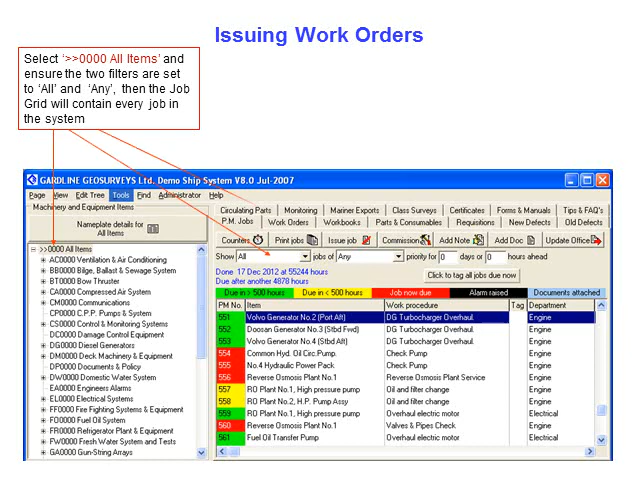 Issuing Work Orders
Select ‘>>0000 All Items’ and
ensure the two filters are set
to ‘All’ and ‘Any’, then the Job
Grid will contain every job in
the system
GARDLINE GEOSURVEYS Ltd. Demo Ship System V8.0 Jul-2007
Page View Edit Tree Tools Find Administrator Help
Machinery and Equipment Items
Nameplate details for
All Items
>>0000 All Items
AC0000 Ventilation & Air Conditioning
BB0000 Bilge, Ballast & Sewage System
BT0000 Bow Thruster
CA0000 Compressed Air System
CM0000 Communications
CP0000 C.P.P. Pumps & System
CS0000 Control & Monitoring Systems
DC0000 Damage Control Equipment
DG0000 Diesel Generators
DM0000 Deck Machinery & Equipment
DP0000 Documents & Policy
DW0000 Domestic Water System
EA0000 Engineers Alarms
EL0000 Electrical Systems
FF0000 Fire Fighting Systems & Equipment
FO0000 Fuel Oil System
FR0000 Refrigerator Plant & Equipment
FW0000 Fresh Water System and Tests
GA0000 Gun-String Arrays
Circulating Parts Monitoring Mariner Exports Class Surveys Certificates Forms & Manuals Tips & FAQ's
P.M. Jobs Work Orders Workbooks Parts & Consumables Requisitions New Defects Old Defects
Counters Print jobs Issue job Commission Add Note Add Doc Update Office
Show All jobs of Any priority for 0 days or 0 hours ahead
Done 17 Dec 2012 at 55244 hours
Due after another 4878 hours
Click to tag all jobs due now
Due in > 500 hours Due in < 500 hours Job now due Alarm raised Documents attached
PM No. Item Work procedure Tag Department
551 Volvo Generator No.2 (Port Aft) DG Turbocharger Overhaul Engine
552 Doosan Generator No.3 (Stbd Fwd) DG Turbocharger Overhaul. Engine
553 Volvo Generator No.4 (Stbd Aft) DG Turbocharger Overhaul. Engine
554 Common Hyd. Oil Circ.Pump. Check Pump Engine
555 No.4 Hydraulic Power Pack Check Pump Engine
556 Reverse Osmosis Plant No.1 Reverse Osmosis Plant Service Engine
557 RO Plant No.1, High pressure pump Oil and filter change Engine
558 RO Plant No.2, H.P. Pump Assy Oil and filter change Engine
559 RO Plant No.1, High pressure pump Overhaul electric motor Electrical
560 Reverse Osmosis Plant No.1 Valves & Pipes Check Engine
561 Fuel Oil Transfer Pump Overhaul electric motor Electrical